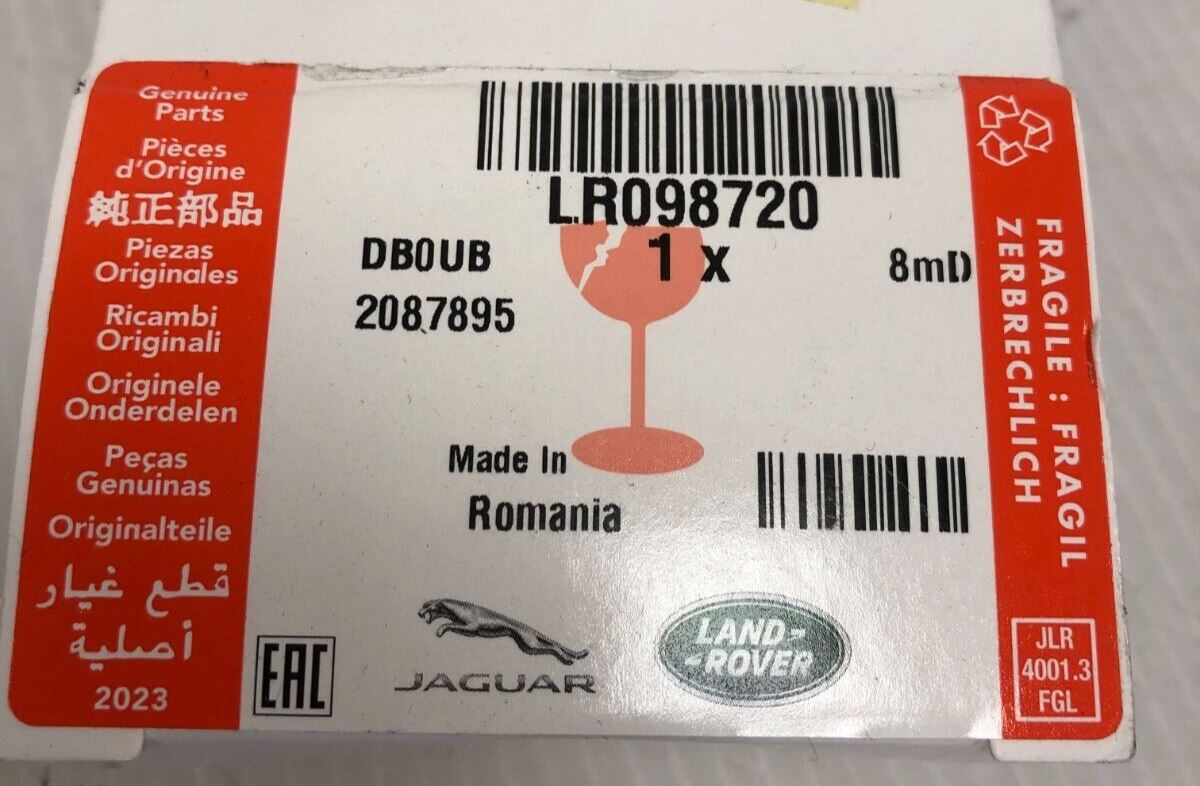 Genuine
Parts
Pièces
d'Origine
純正部品
Piezas
Originales
Ricambi
Originali
Originele
Onderdelen
Peças
Genuinas
Originalteile
قطع غيار
أصلية
2023
LR098720
DB0UB
1 x
8mD
2087895
Made In
Romania
EAC
JAGUAR
LAND-
-ROVER
FRAGILE : FRAGIL
ZERBRECHLICH
JLR
4001.3
FGL